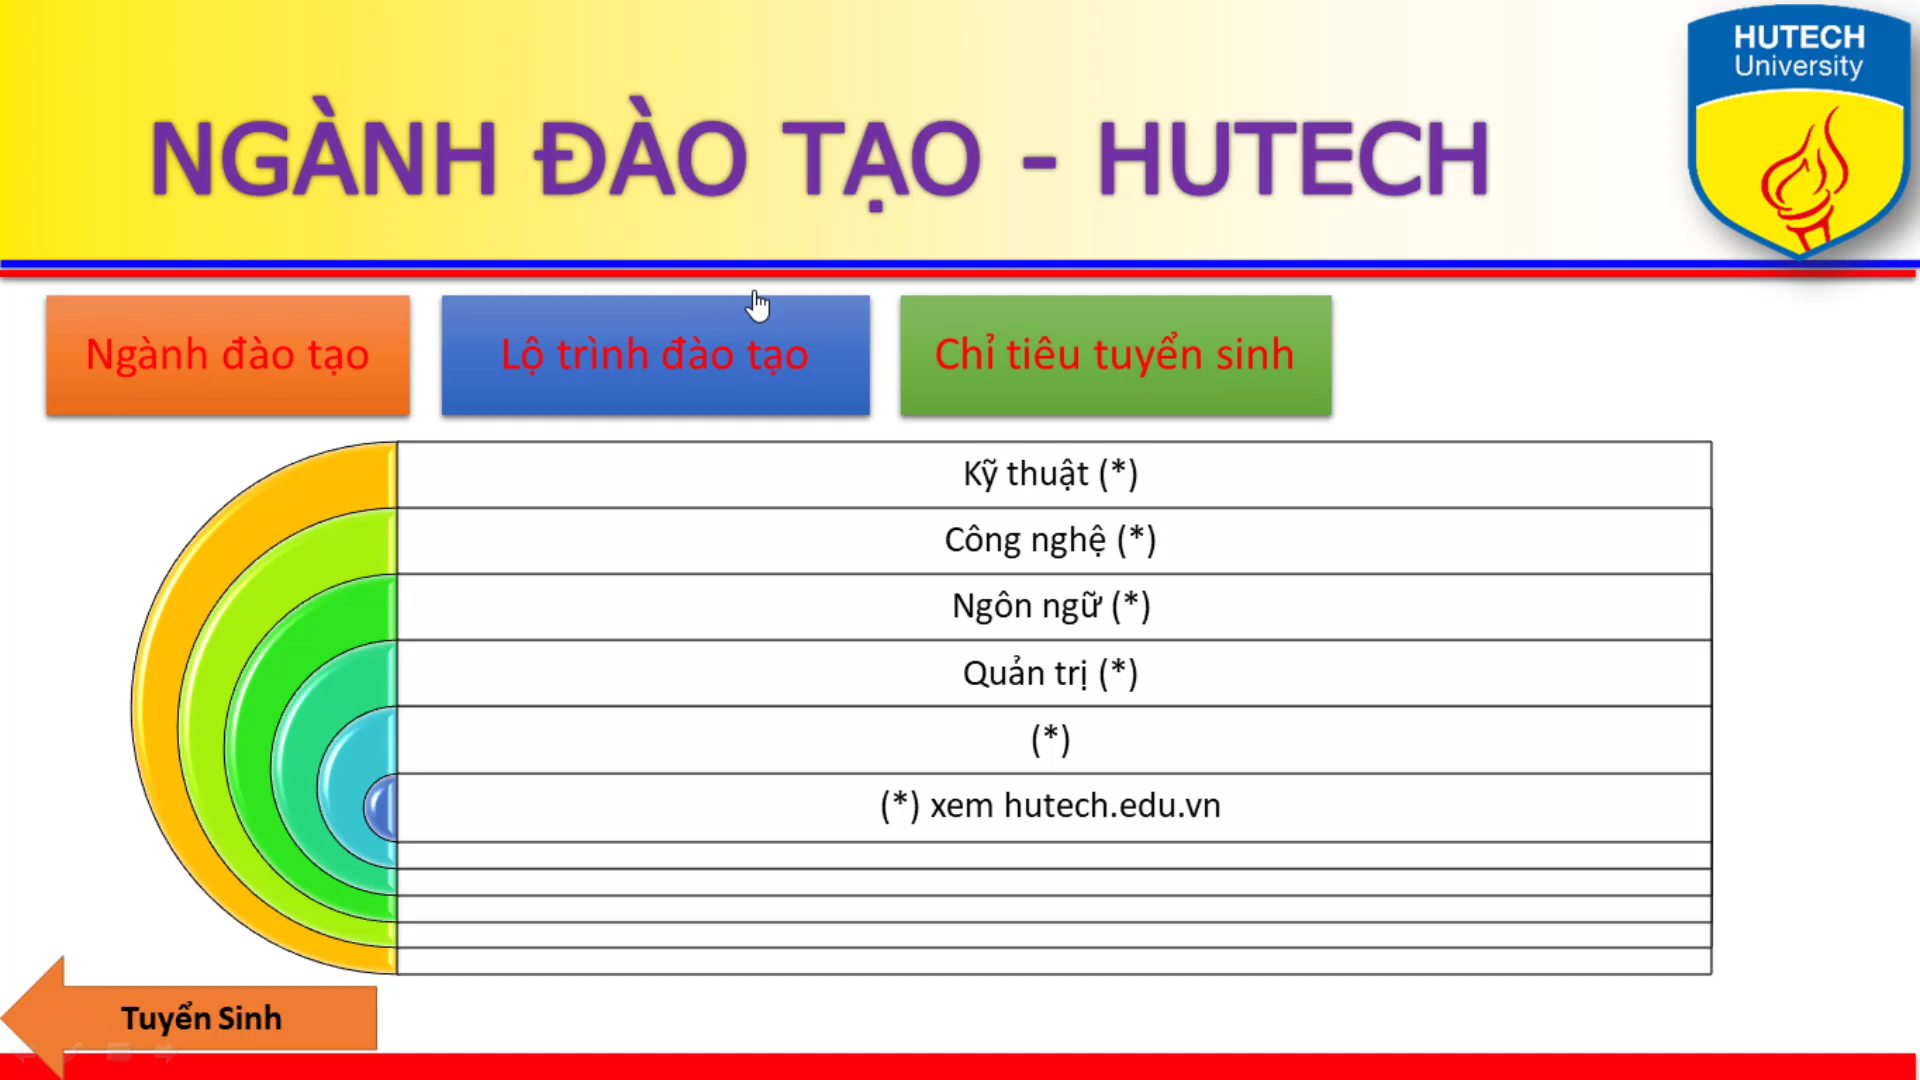 HUTECH
University
NGÀNH ĐÀO TẠO - HUTECH
Ngành đào tạo
Lộ trình đào tạo
Chỉ tiêu tuyển sinh
Kỹ thuật (*)
Công nghệ (*)
Ngôn ngữ (*)
Quản trị (*)
(*)
(*) xem hutech.edu.vn
Tuyển Sinh